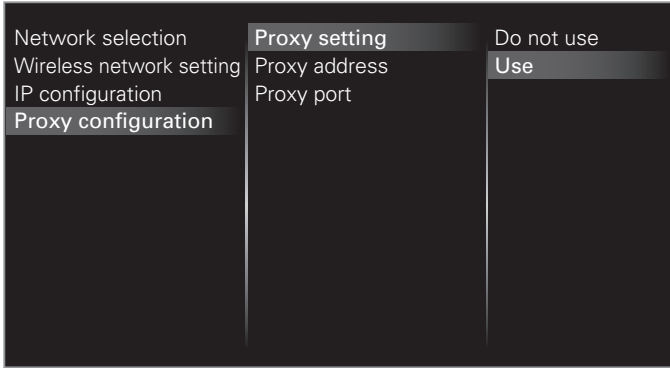 Network selection
Wireless network setting
IP configuration
Proxy configuration
Proxy setting
Proxy address
Proxy port
Do not use
Use